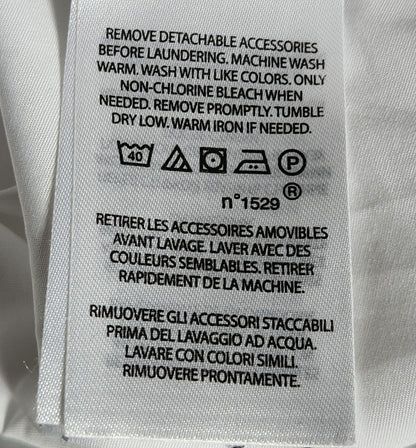 REMOVE DETACHABLE ACCESSORIES
BEFORE LAUNDERING. MACHINE WASH
WARM. WASH WITH LIKE COLORS. ONLY
NON-CHLORINE BLEACH WHEN
NEEDED. REMOVE PROMPTLY. TUMBLE
DRY LOW. WARM IRON IF NEEDED.
40 P
n°1529 ®
RETIRER LES ACCESSOIRES AMOVIBLES
AVANT LAVAGE. LAVER AVEC DES
COULEURS SEMBLABLES. RETIRER
RAPIDEMENT DE LA MACHINE.
RIMUOVERE GLI ACCESSORI STACCABILI
PRIMA DEL LAVAGGIO AD ACQUA.
LAVARE CON COLORI SIMILI.
RIMUOVERE PRONTAMENTE.